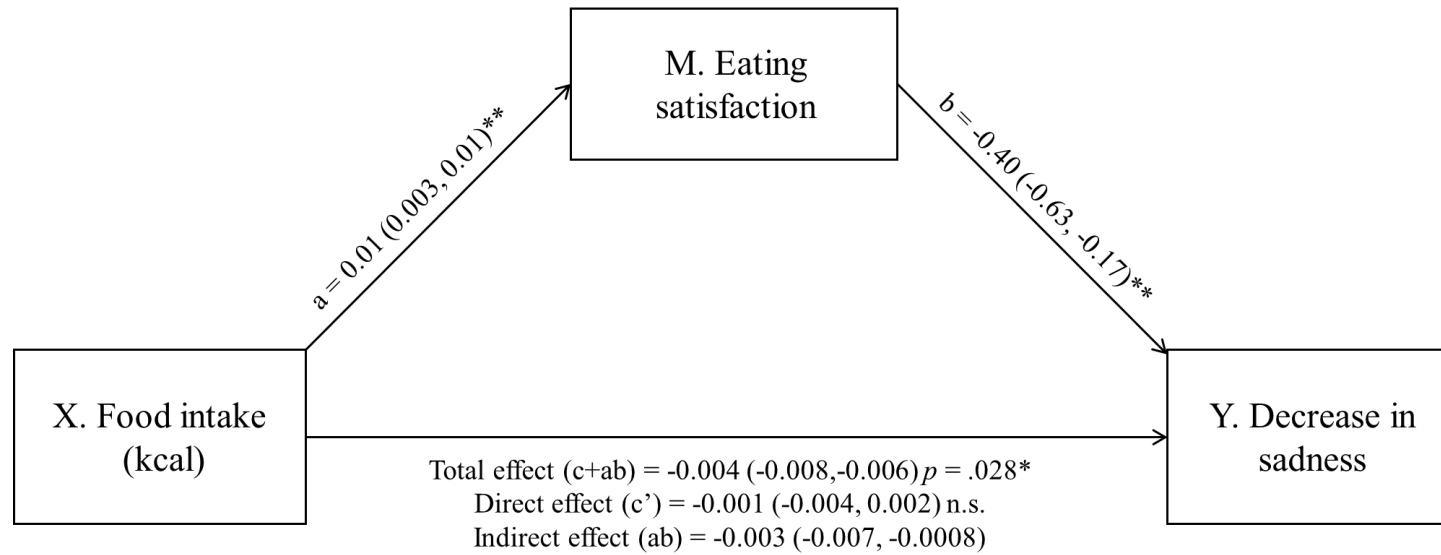 M. Eating
satisfaction
a = 0.01 (0.003, 0.01)**
b = -0.40 (-0.63, -0.17)**
X. Food intake
(kcal)
Y. Decrease in
sadness
Total effect (c+ab) = -0.004 (-0.008,-0.006) p = .028*
Direct effect (c’) = -0.001 (-0.004, 0.002) n.s.
Indirect effect (ab) = -0.003 (-0.007, -0.0008)